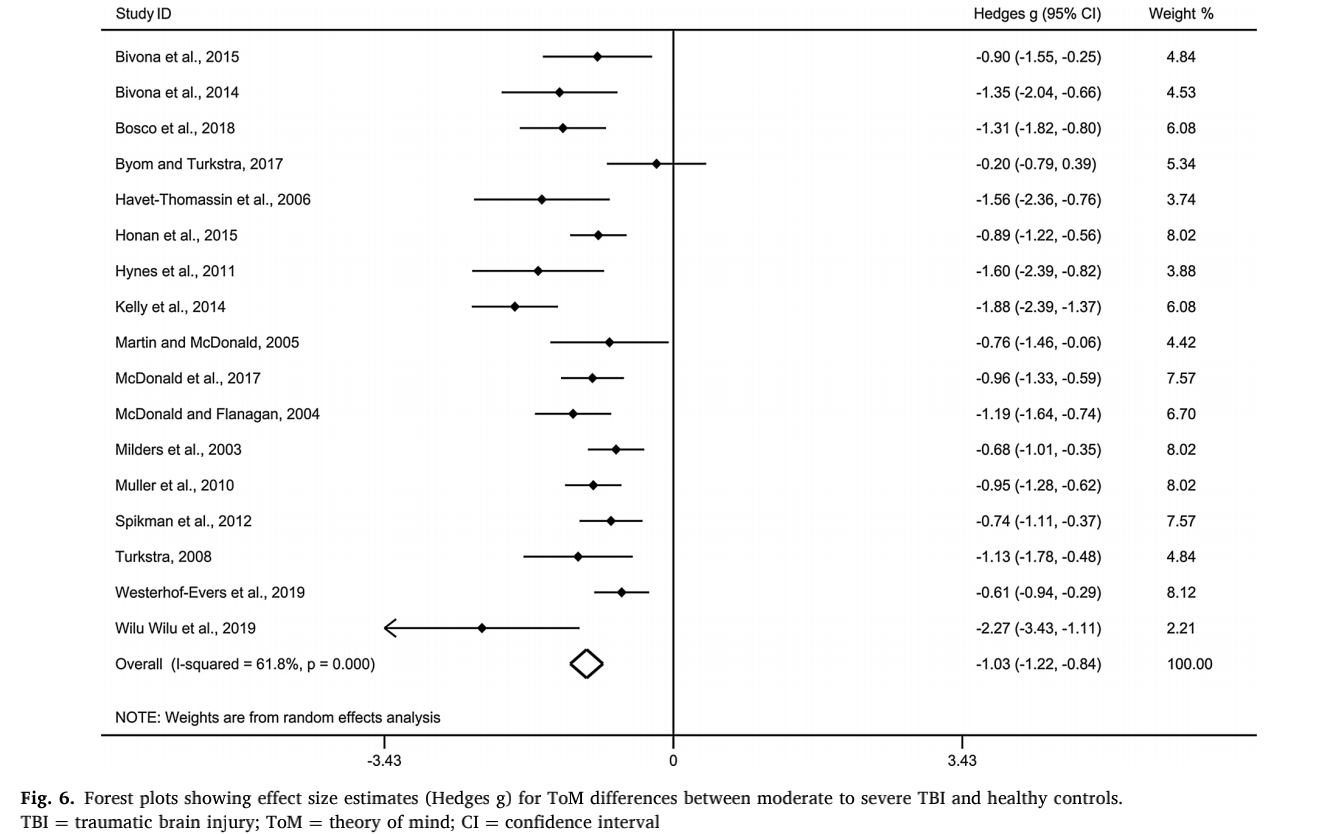 Study ID Hedges g (95% CI) Weight %
Bivona et al., 2015 -0.90 (-1.55, -0.25) 4.84
Bivona et al., 2014 -1.35 (-2.04, -0.66) 4.53
Bosco et al., 2018 -1.31 (-1.82, -0.80) 6.08
Byom and Turkstra, 2017 -0.20 (-0.79, 0.39) 5.34
Havet-Thomassin et al., 2006 -1.56 (-2.36, -0.76) 3.74
Honan et al., 2015 -0.89 (-1.22, -0.56) 8.02
Hynes et al., 2011 -1.60 (-2.39, -0.82) 3.88
Kelly et al., 2014 -1.88 (-2.39, -1.37) 6.08
Martin and McDonald, 2005 -0.76 (-1.46, -0.06) 4.42
McDonald et al., 2017 -0.96 (-1.33, -0.59) 7.57
McDonald and Flanagan, 2004 -1.19 (-1.64, -0.74) 6.70
Milders et al., 2003 -0.68 (-1.01, -0.35) 8.02
Muller et al., 2010 -0.95 (-1.28, -0.62) 8.02
Spikman et al., 2012 -0.74 (-1.11, -0.37) 7.57
Turkstra, 2008 -1.13 (-1.78, -0.48) 4.84
Westerhof-Evers et al., 2019 -0.61 (-0.94, -0.29) 8.12
Wilu Wilu et al., 2019 -2.27 (-3.43, -1.11) 2.21
Overall (I-squared = 61.8%, p = 0.000) -1.03 (-1.22, -0.84) 100.00
NOTE: Weights are from random effects analysis
-3.43 0 3.43
Fig. 6. Forest plots showing effect size estimates (Hedges g) for ToM differences between moderate to severe TBI and healthy controls.
TBI = traumatic brain injury; ToM = theory of mind; CI = confidence interval